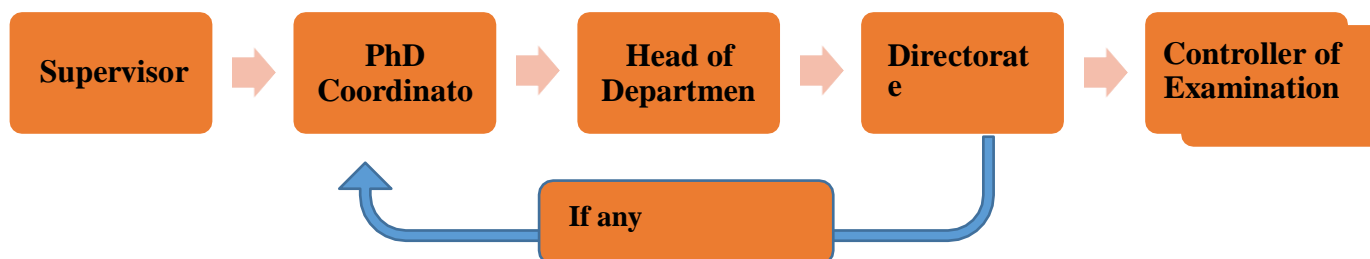 Supervisor
PhD
Coordinato
Head of
Departmen
Directorat
e
Controller of
Examination
If any